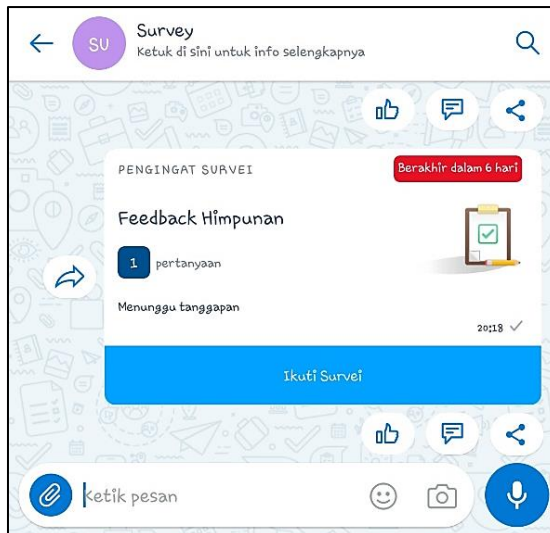 SU
Survey
Ketuk di sini untuk info selengkapnya
PENGINGAT SURVEI
Berakhir dalam 6 hari
Feedback Himpunan
1 pertanyaan
Menunggu tanggapan
20:18
Ikuti Survei
Ketik pesan